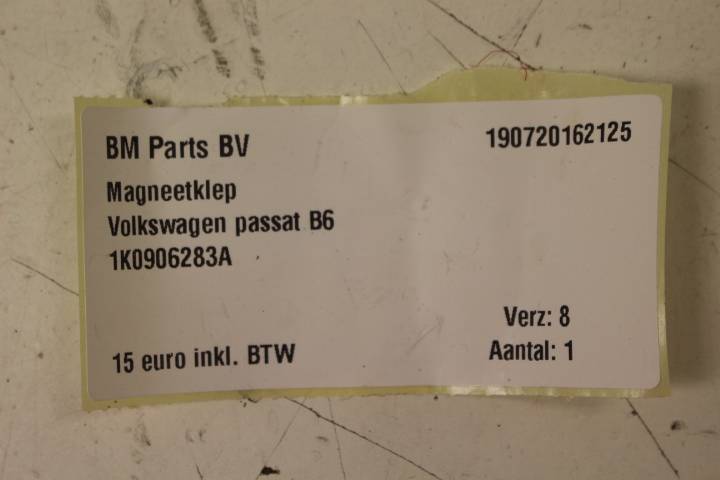 BM Parts BV
190720162125
Magneetklep
Volkswagen passat B6
1K0906283A
Verz: 8
15 euro inkl. BTW
Aantal: 1